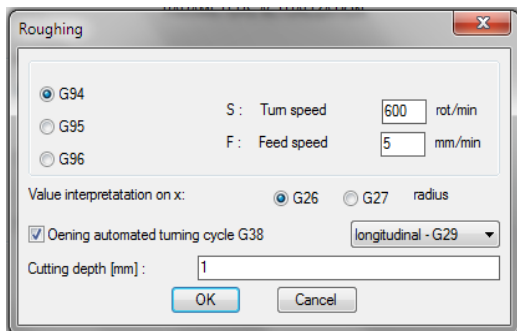 Roughing
G94
G95
G96
S : Turn speed 600 rot/min
F : Feed speed 5 mm/min
Value interpretatation on x: G26 G27 radius
Oening automated turning cycle G38 longitudinal - G29
Cutting depth [mm] : 1
OK Cancel